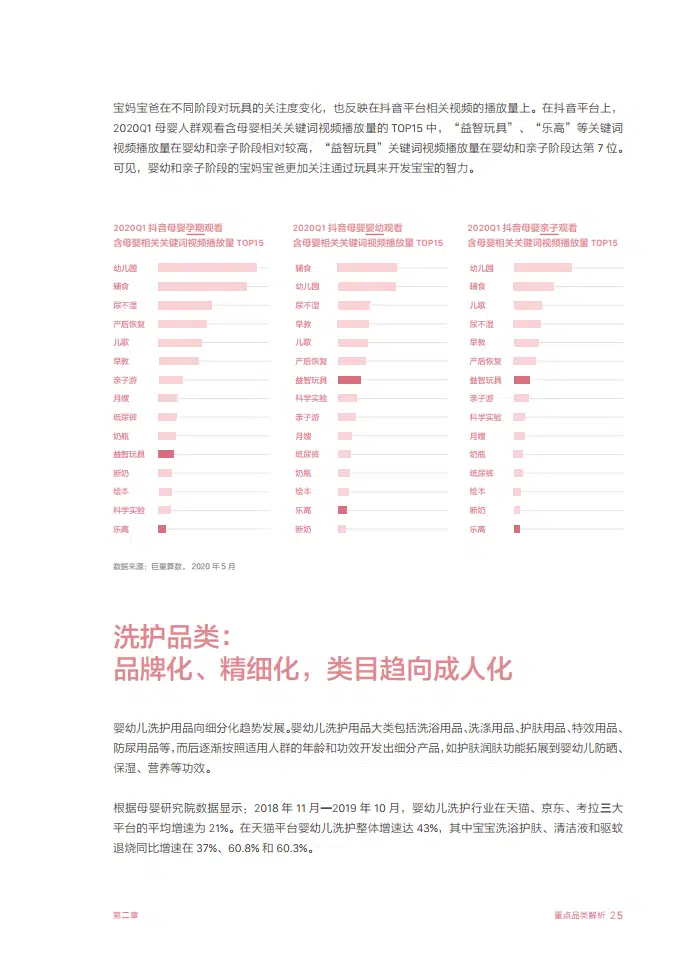 宝妈宝爸在不同阶段对玩具的关注度变化，也反映在抖音平台相关视频的播放量上。在抖音平台上，
2020Q1 母婴人群观看含母婴相关关键词视频播放量的 TOP15 中，“益智玩具”、“乐高”等关键词
视频播放量在婴幼和亲子阶段相对较高，“益智玩具”关键词视频播放量在婴幼和亲子阶段达第 7 位。
可见，婴幼和亲子阶段的宝妈宝爸更加关注通过玩具来开发宝宝的智力。
2020Q1 抖音母婴孕期观看
含母婴相关关键词视频播放量 TOP15
幼儿园
辅食
尿不湿
产后恢复
儿歌
早教
亲子游
月嫂
纸尿裤
奶瓶
益智玩具
断奶
绘本
科学实验
乐高
2020Q1 抖音母婴婴幼观看
含母婴相关关键词视频播放量 TOP15
辅食
幼儿园
尿不湿
早教
儿歌
产后恢复
益智玩具
科学实验
亲子游
月嫂
纸尿裤
奶瓶
绘本
乐高
断奶
2020Q1 抖音母婴亲子观看
含母婴相关关键词视频播放量 TOP15
幼儿园
辅食
儿歌
尿不湿
早教
产后恢复
益智玩具
亲子游
科学实验
月嫂
奶瓶
纸尿裤
绘本
断奶
乐高
数据来源：巨量算数，2020 年 5 月
洗护品类：
品牌化、精细化，类目趋向成人化
婴幼儿洗护用品向细分化趋势发展。婴幼儿洗护用品大类包括洗浴用品、洗涤用品、护肤用品、特效用品、
防尿用品等，而后逐渐按照适用人群的年龄和功效开发出细分产品，如护肤润肤功能拓展到婴幼儿防晒、
保湿、营养等功效。
根据母婴研究院数据显示：2018 年 11 月—2019 年 10 月，婴幼儿洗护行业在天猫、京东、考拉三大
平台的平均增速为 21%。在天猫平台婴幼儿洗护整体增速达 43%，其中宝宝洗浴护肤、清洁液和驱蚊
退烧同比增速在 37%、60.8% 和 60.3%。
第二章
重点品类解析 25